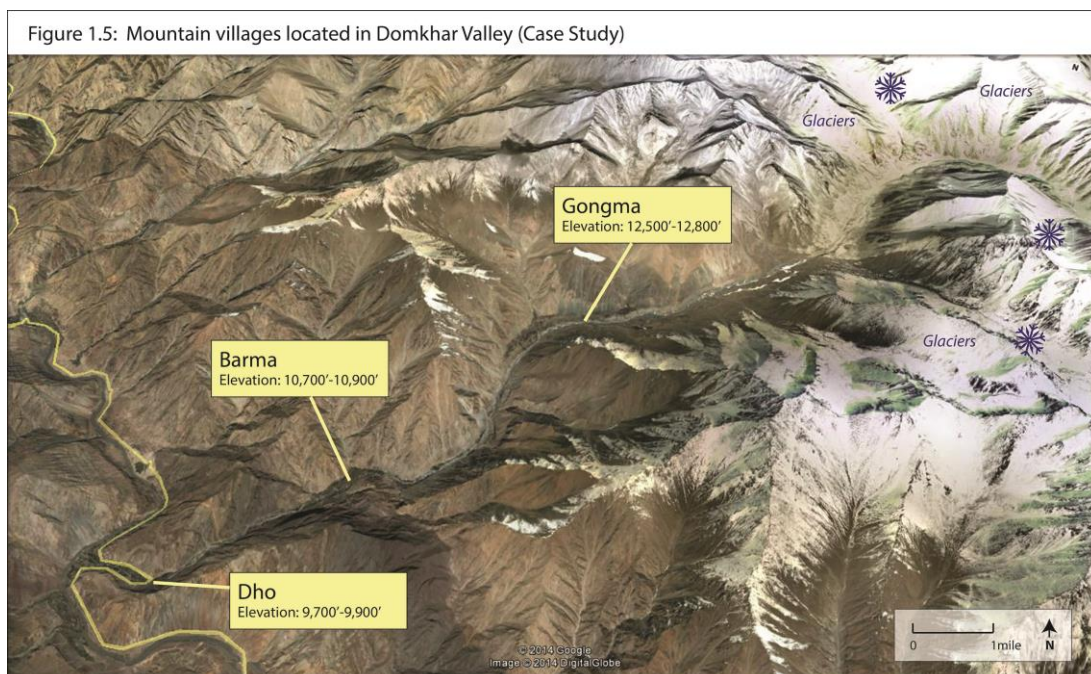 Figure 1.5: Mountain villages located in Domkhar Valley (Case Study)
N
Glaciers
Glaciers
Gongma
Elevation: 12,500'-12,800'
Barma
Elevation: 10,700'-10,900'
Glaciers
Dho
Elevation: 9,700'-9,900'
0 1mile N
© 2014 Google
Image © 2014 DigitalGlobe